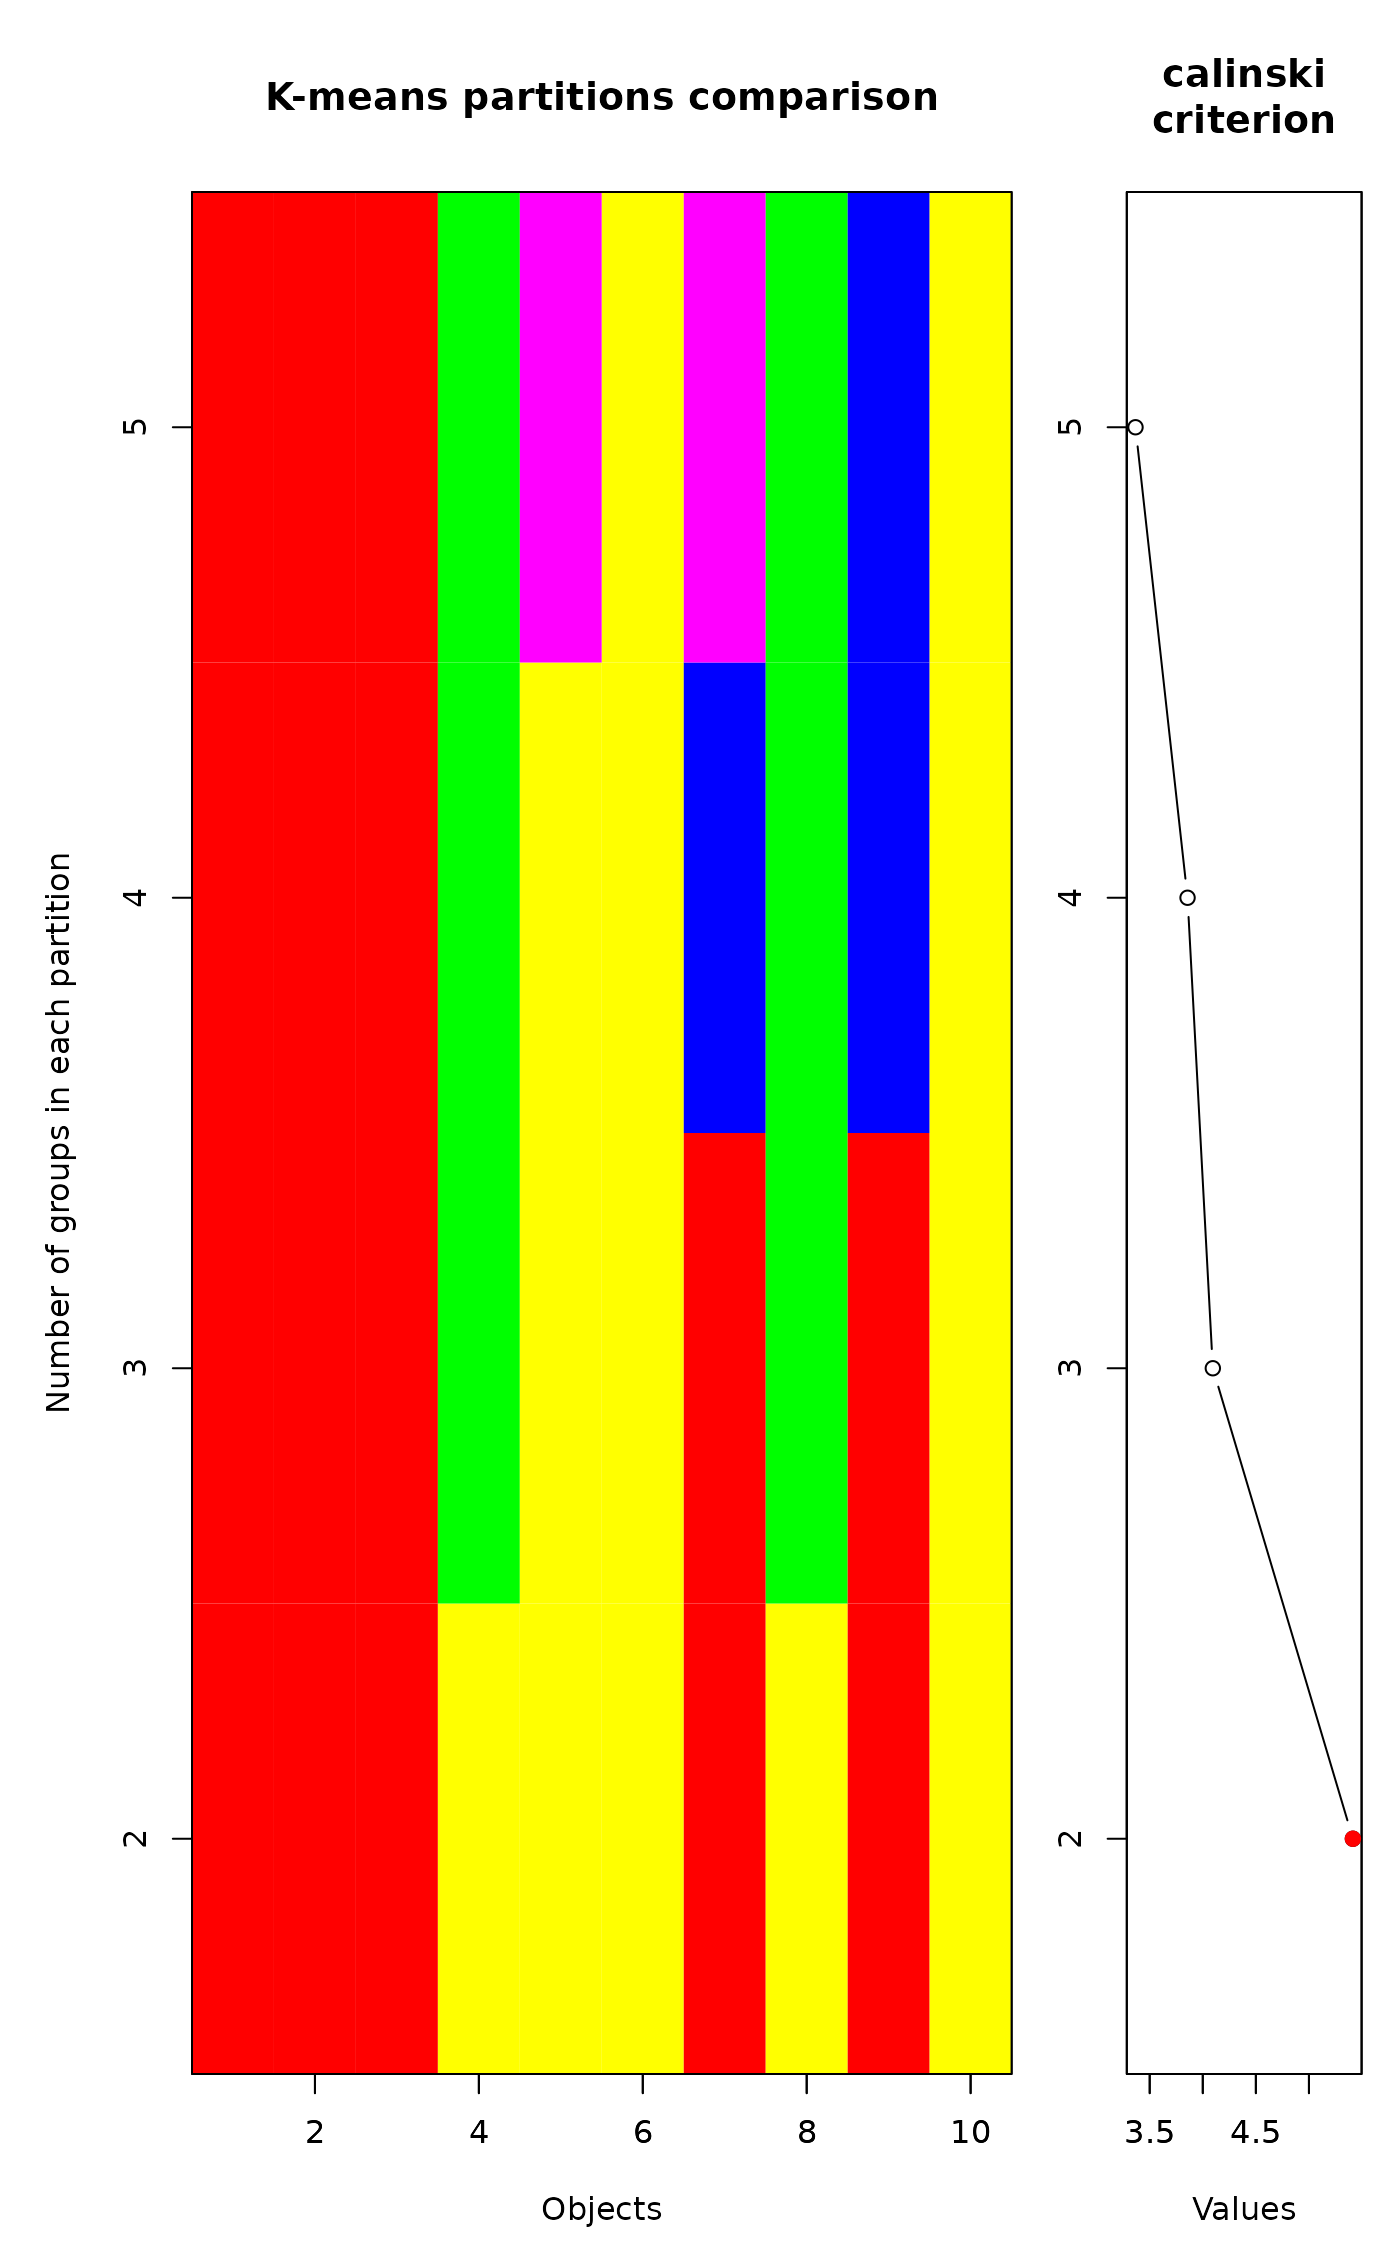 K-means partitions comparison
calinski
criterion
Number of groups in each partition
5
4
3
2
2 4 6 8 10
Objects
5
4
3
2
3.5 4.5
Values